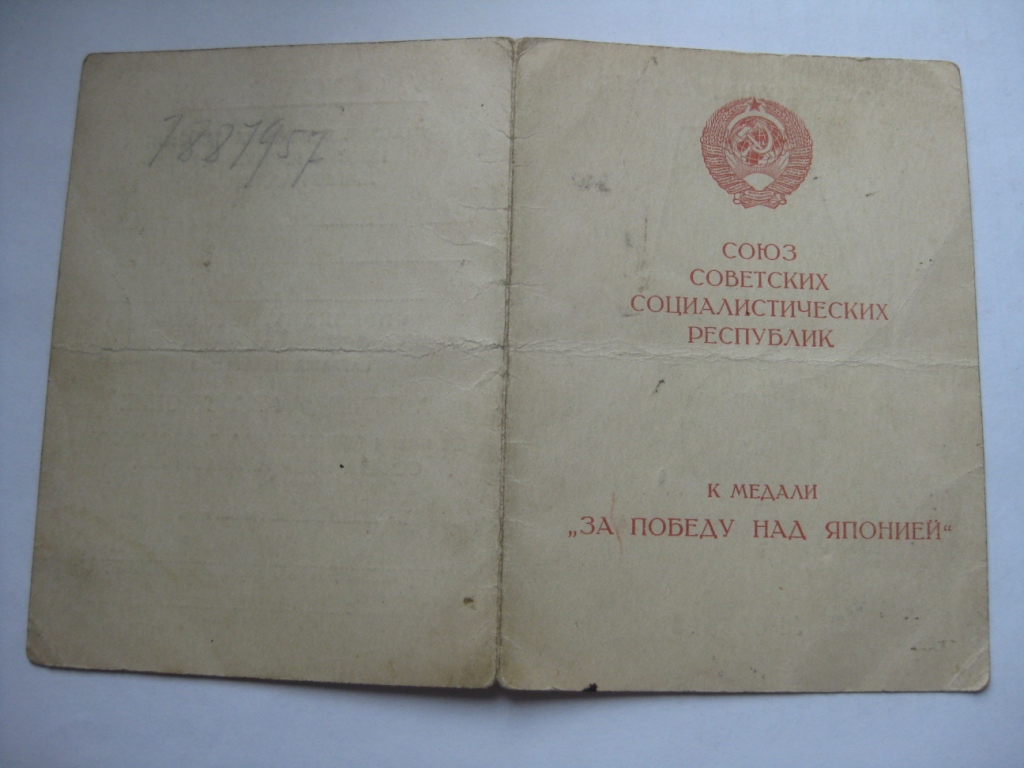 7887957
СОЮЗ
СОВЕТСКИХ
СОЦИАЛИСТИЧЕСКИХ
РЕСПУБЛИК
К МЕДАЛИ
„ЗА ПОБЕДУ НАД ЯПОНИЕЙ“